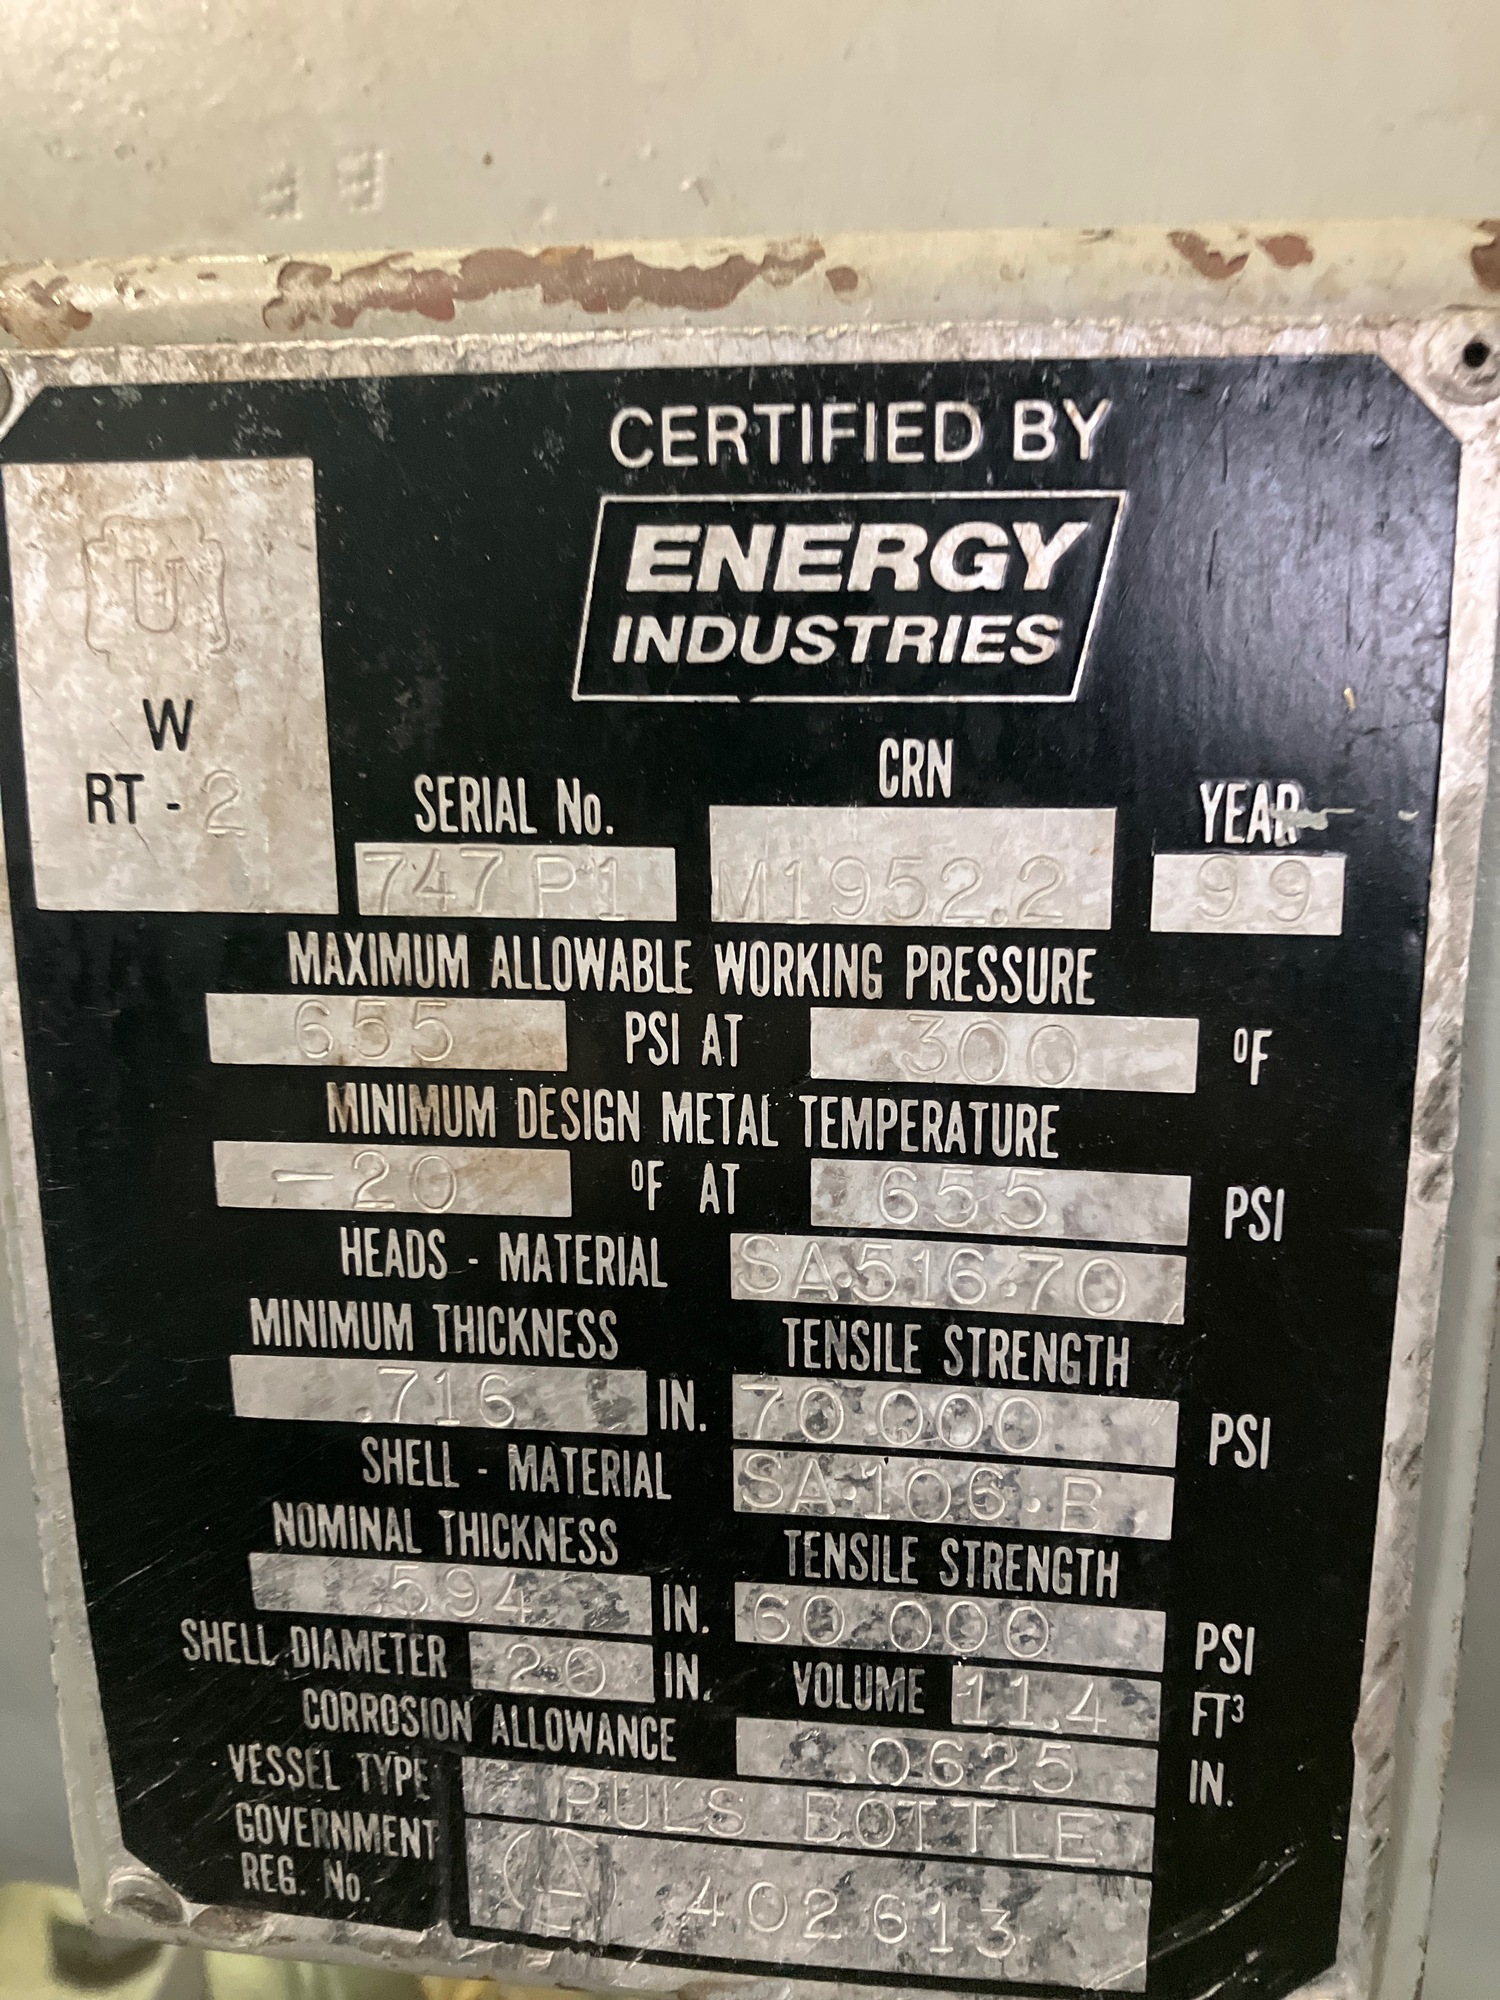 CERTIFIED BY
ENERGY
INDUSTRIES
U
W
RT - 2
SERIAL No. CRN YEAR
747P1 M1952.2 99
MAXIMUM ALLOWABLE WORKING PRESSURE
655 PSI AT 300 ºF
MINIMUM DESIGN METAL TEMPERATURE
-20 ºF AT 655 PSI
HEADS - MATERIAL SA·516·70
MINIMUM THICKNESS TENSILE STRENGTH
.716 IN. 70 000 PSI
SHELL - MATERIAL SA·106·B
NOMINAL THICKNESS TENSILE STRENGTH
.594 IN. 60 000 PSI
SHELL DIAMETER 20 IN. VOLUME 11.4 FT³
CORROSION ALLOWANCE .0625 IN.
VESSEL TYPE PULS BOTTLE
GOVERNMENT
REG. No. A 402613